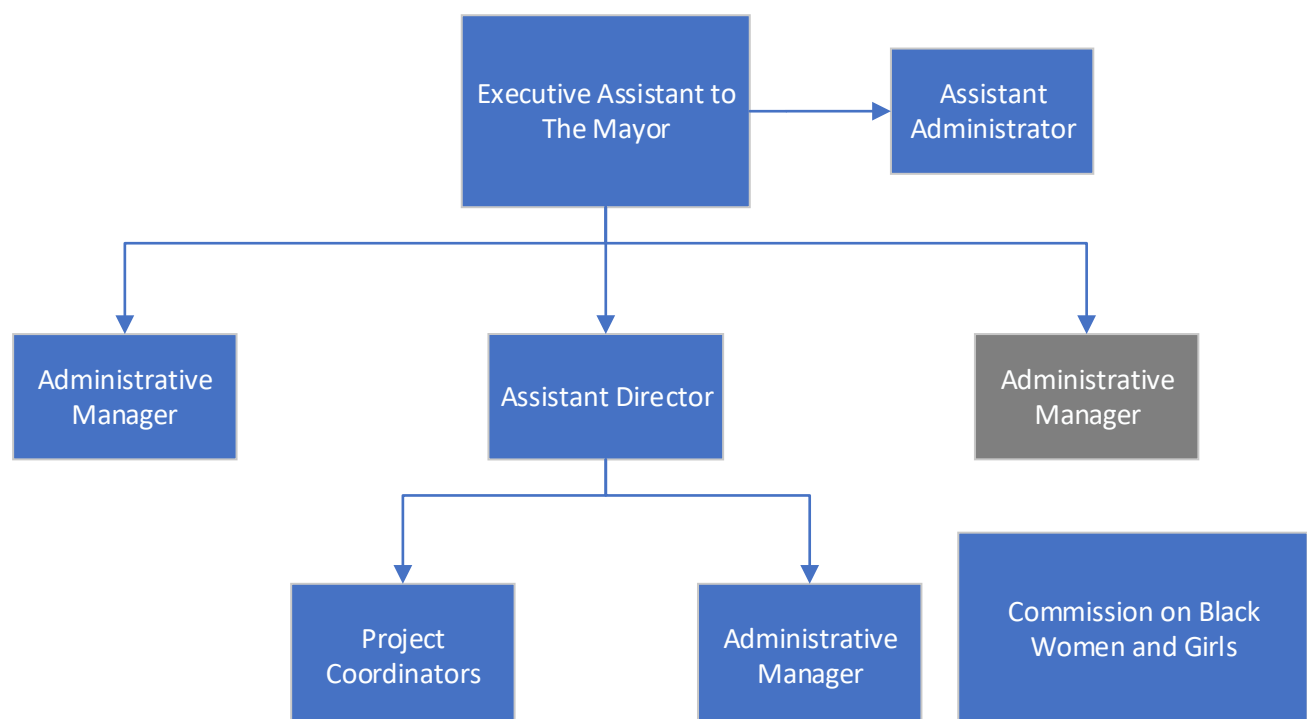 Executive Assistant to
The Mayor
Assistant
Administrator
Administrative
Manager
Assistant Director
Administrative
Manager
Project
Coordinators
Administrative
Manager
Commission on Black
Women and Girls